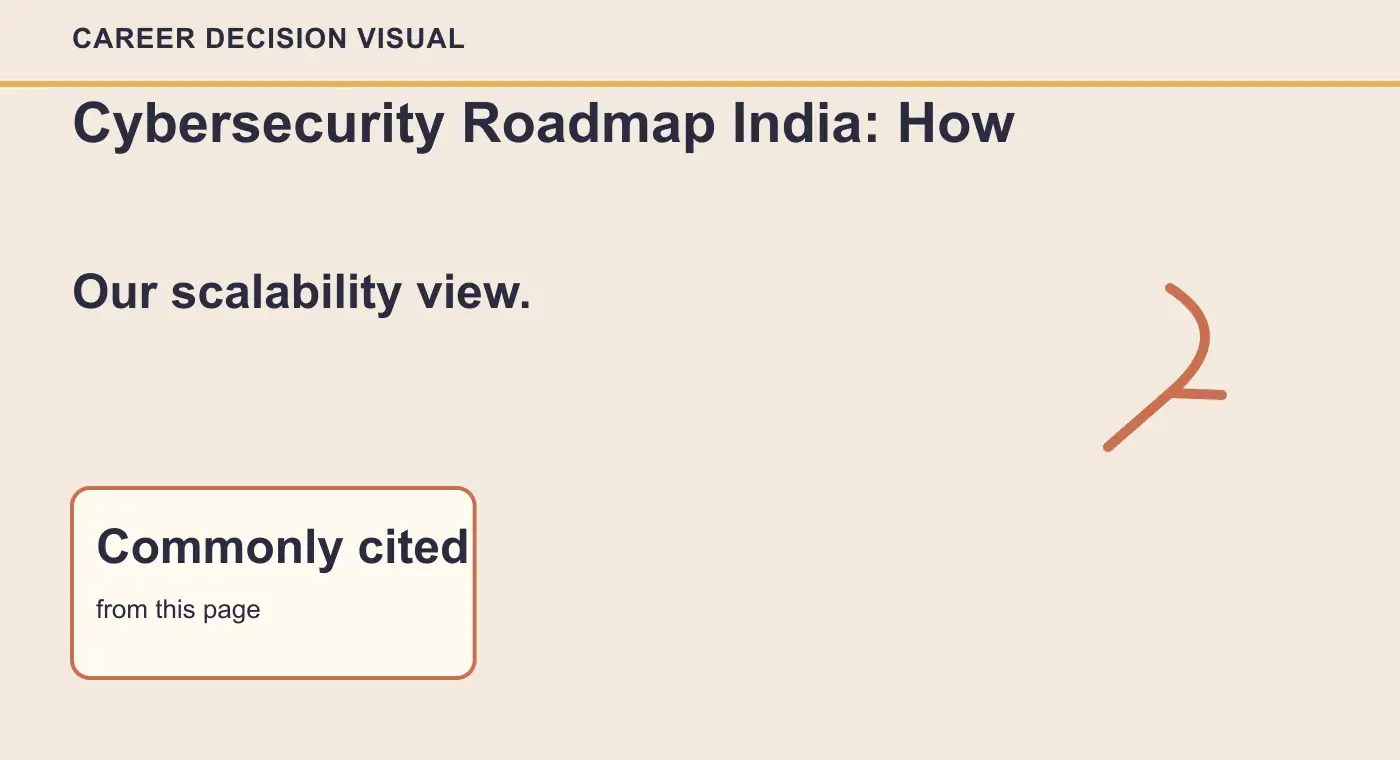 CAREER DECISION VISUAL
Cybersecurity Roadmap India: How
Our scalability view.
Commonly cited
from this page